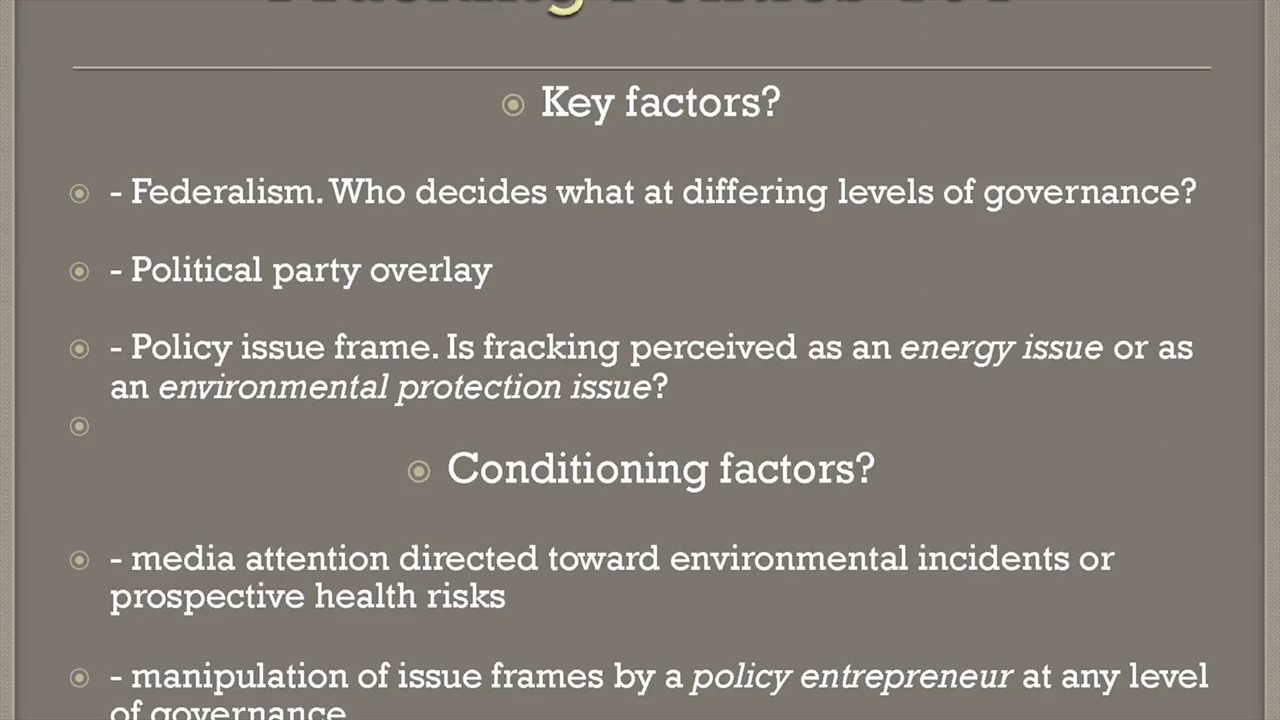 Key factors?
- Federalism. Who decides what at differing levels of governance?
- Political party overlay
- Policy issue frame. Is fracking perceived as an energy issue or as
an environmental protection issue?
Conditioning factors?
- media attention directed toward environmental incidents or
prospective health risks
- manipulation of issue frames by a policy entrepreneur at any level
of governance